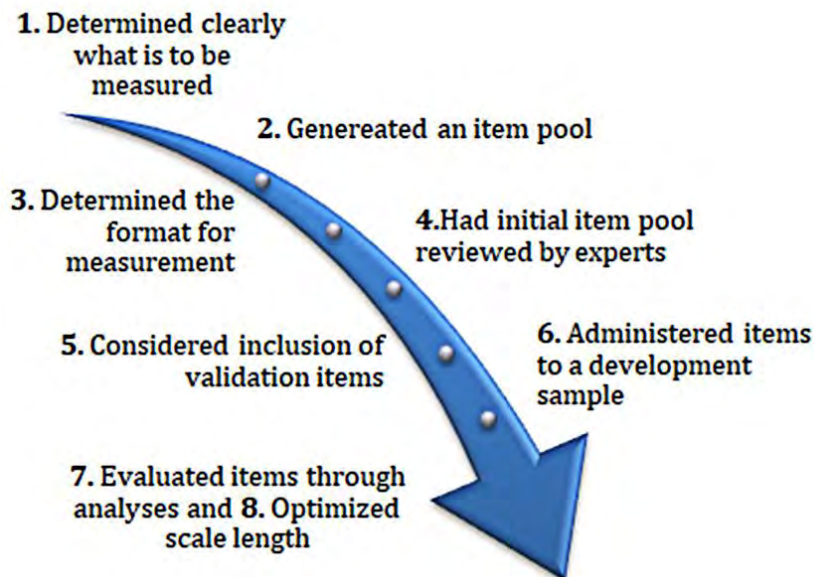 1. Determined clearly
what is to be
measured
2. Genereated an item pool
3. Determined the
format for
measurement
4.Had initial item pool
reviewed by experts
5. Considered inclusion of
validation items
6. Administered items
to a development
sample
7. Evaluated items through
analyses and 8. Optimized
scale length